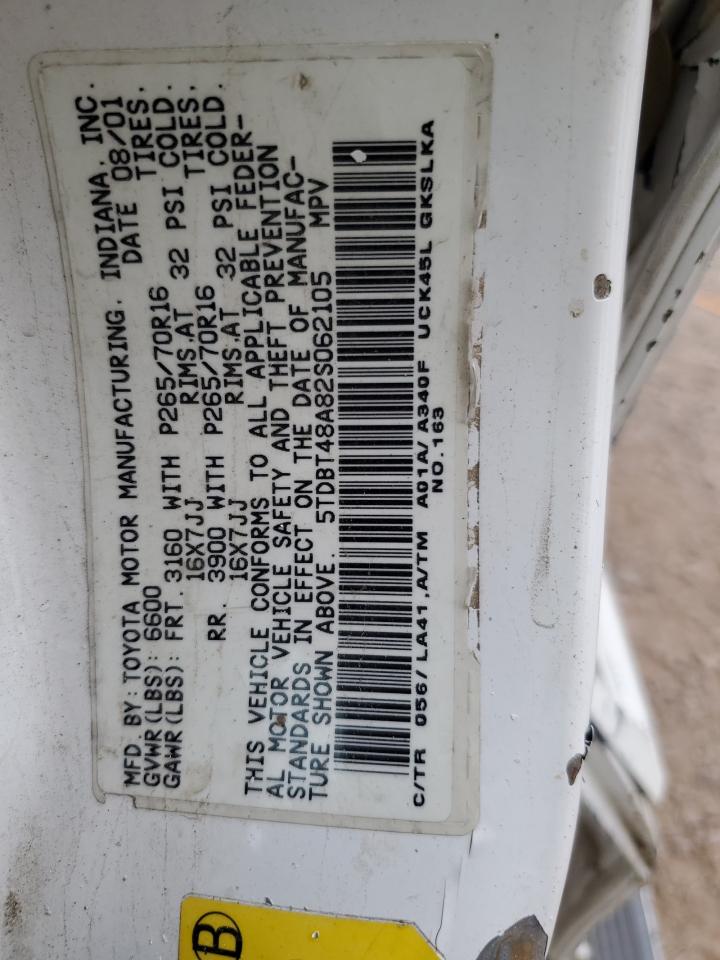 MFD. BY: TOYOTA MOTOR MANUFACTURING. INDIANA, INC.
GVWR(LBS): 6600 DATE 08/01
GAWR(LBS): FRT. 3160 WITH P265/70R16 TIRES,
16X7JJ RIMS.AT 32 PSI COLD.
RR. 3900 WITH P265/70R16 TIRES,
16X7JJ RIMS.AT 32 PSI COLD.
THIS VEHICLE CONFORMS TO ALL APPLICABLE FEDER-
AL MOTOR VEHICLE SAFETY AND THEFT PREVENTION
STANDARDS IN EFFECT ON THE DATE OF MANUFAC-
TURE SHOWN ABOVE. 5TDBT48A82S062105 MPV
C/TR 056/ LA41 ,A/TM A01A/ A340F UCK45L GKSLKA
NO.163
B